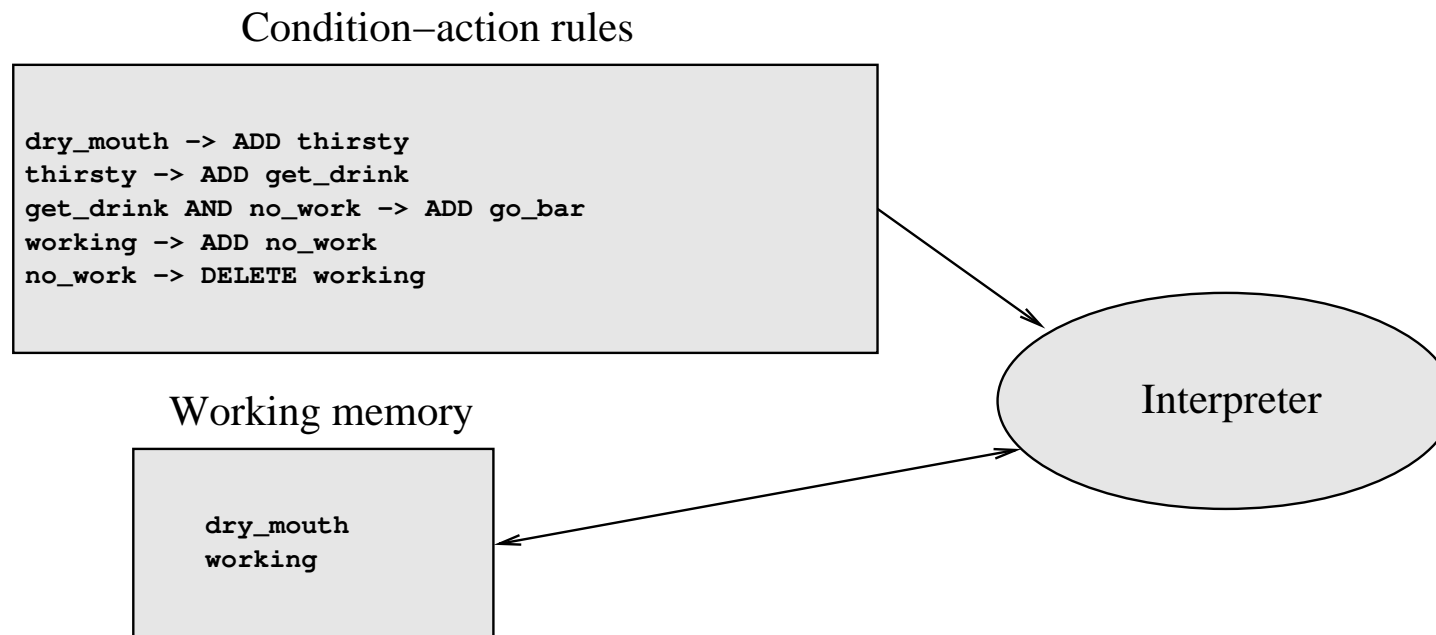 Condition−action rules
dry_mouth −> ADD thirsty
thirsty −> ADD get_drink
get_drink AND no_work −> ADD go_bar
working −> ADD no_work
no_work −> DELETE working
Interpreter
Working memory
dry_mouth
working